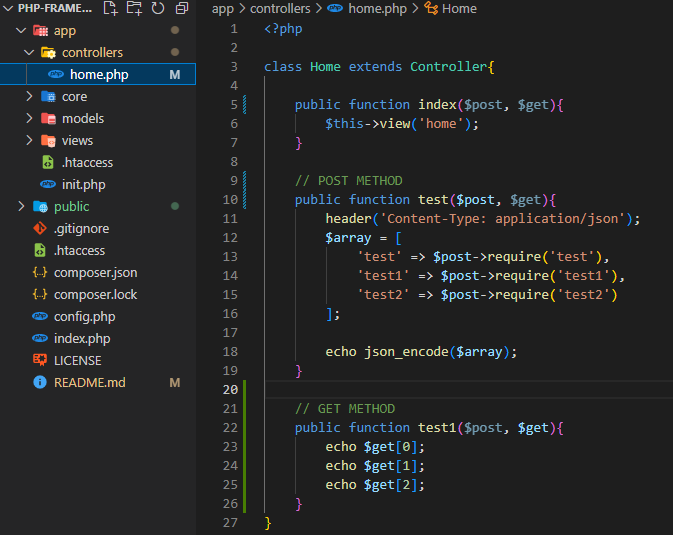 PHP-FRAME...
app
controllers
home.php M
core
models
views
.htaccess
init.php
public
.gitignore
.htaccess
composer.json
composer.lock
config.php
index.php
LICENSE
README.md M
app > controllers > home.php > Home
1 <?php
2
3 class Home extends Controller{
4
5 public function index($post, $get){
6 $this->view('home');
7 }
8
9 // POST METHOD
10 public function test($post, $get){
11 header('Content-Type: application/json');
12 $array = [
13 'test' => $post->require('test'),
14 'test1' => $post->require('test1'),
15 'test2' => $post->require('test2')
16 ];
17
18 echo json_encode($array);
19 }
20
21 // GET METHOD
22 public function test1($post, $get){
23 echo $get[0];
24 echo $get[1];
25 echo $get[2];
26 }
27 }